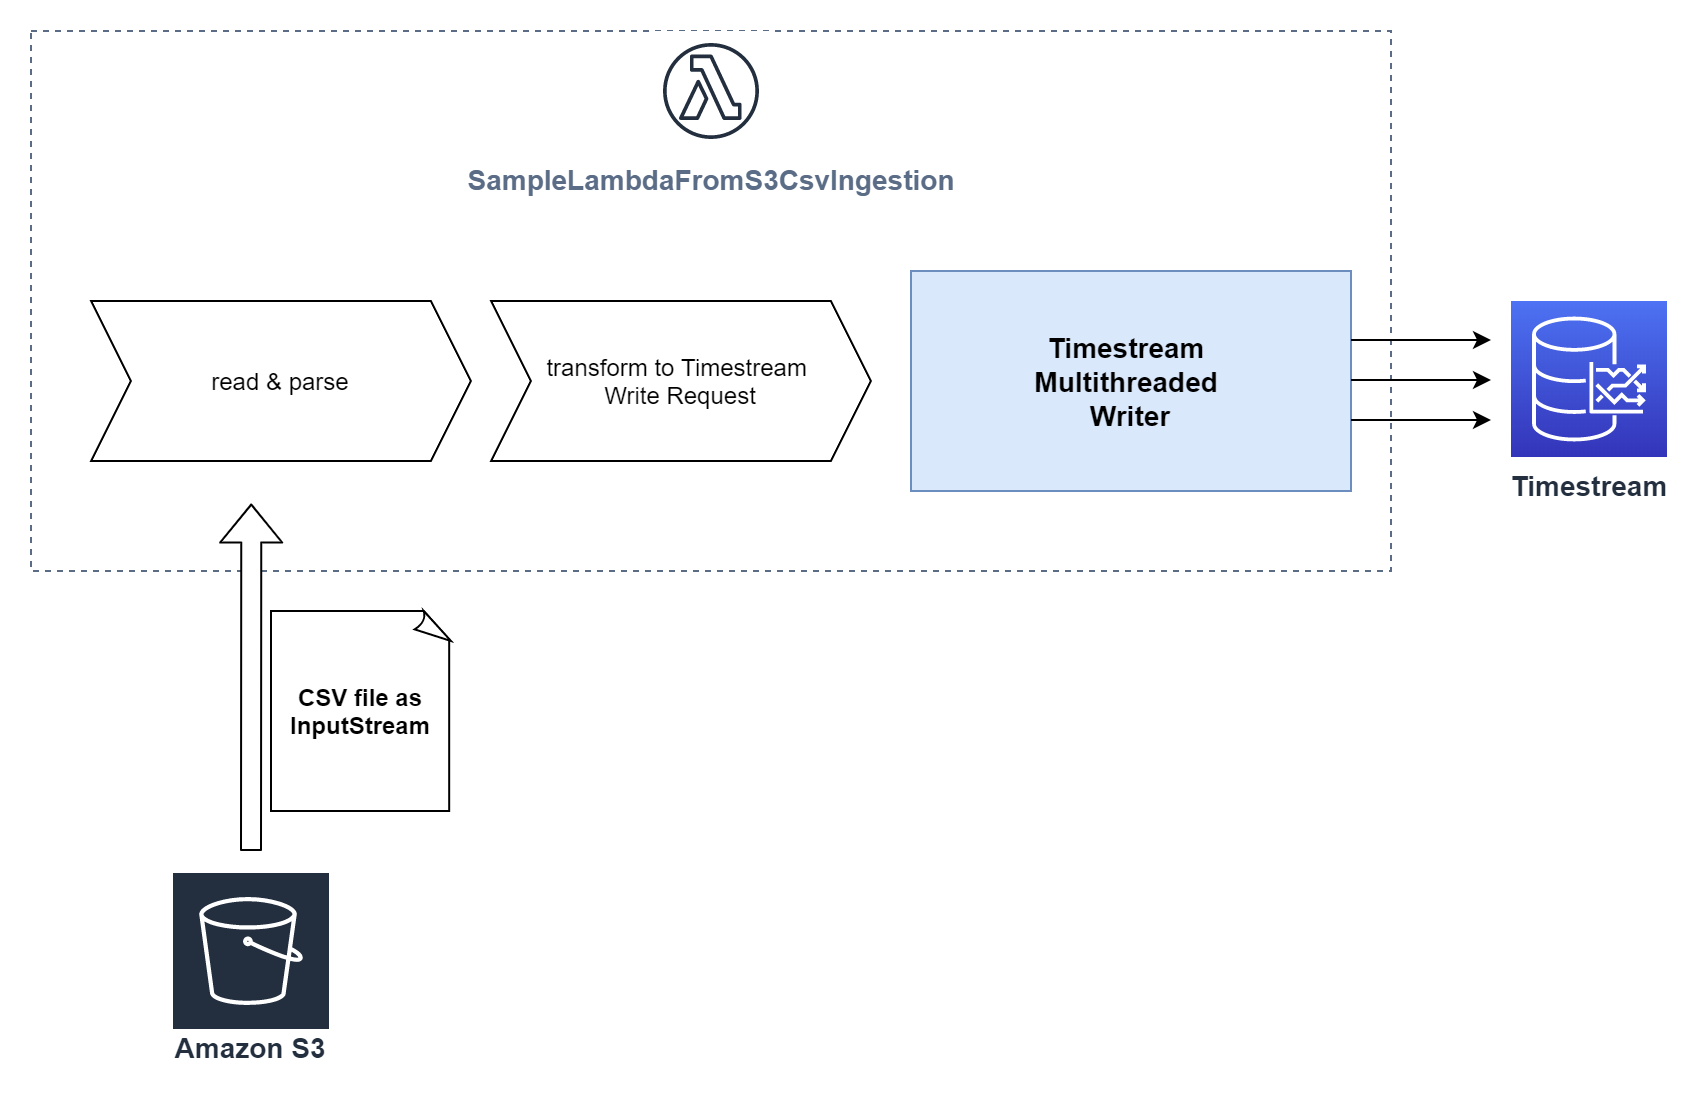 SampleLambdaFromS3CsvIngestion
read & parse
transform to Timestream
Write Request
Timestream
Multithreaded
Writer
Timestream
CSV file as
InputStream
Amazon S3